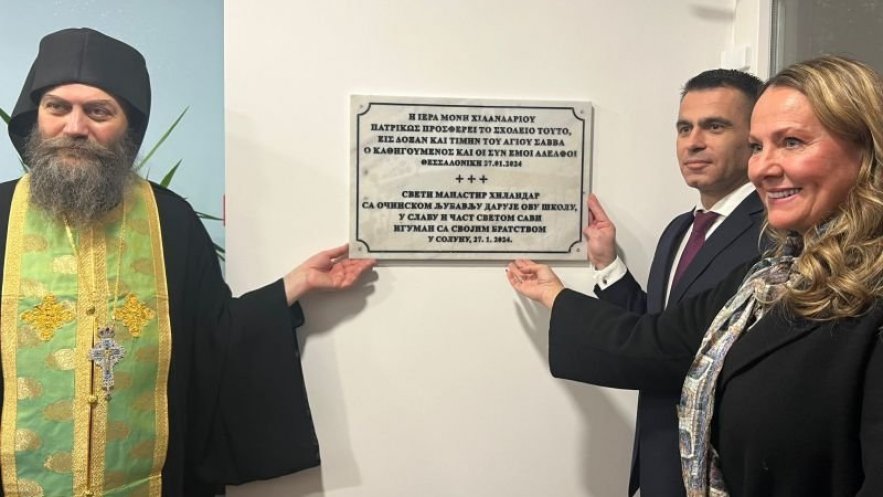 Η ΙΕΡΑ ΜΟΝΗ ΧΙΛΑΝΔΑΡΙΟΥ
ΠΑΤΡΙΚΩΣ ΠΡΟΣΦΕΡΕΙ ΤΟ ΣΧΟΛΕΙΟ ΤΟΥΤΟ,
ΕΙΣ ΔΟΞΑΝ ΚΑΙ ΤΙΜΗΝ ΤΟΥ ΑΓΙΟΥ ΣΑΒΒΑ
Ο ΚΑΘΗΓΟΥΜΕΝΟΣ ΚΑΙ ΟΙ ΣΥΝ ΕΜΟΙ ΑΔΕΛΦΟΙ
ΘΕΣΣΑΛΟΝΙΚΗ 27.01.2024
+++
СВЕТИ МАНАСТИР ХИЛАНДАР
СА ОЧИНСКОМ ЉУБАВЉУ ДАРУЈЕ ОВУ ШКОЛУ,
У СЛАВУ И ЧАСТ СВЕТОМ САВИ
ИГУМАН СА СВОЈИМ БРАТСТВОМ
У СОЛУНУ, 27. 1. 2024.